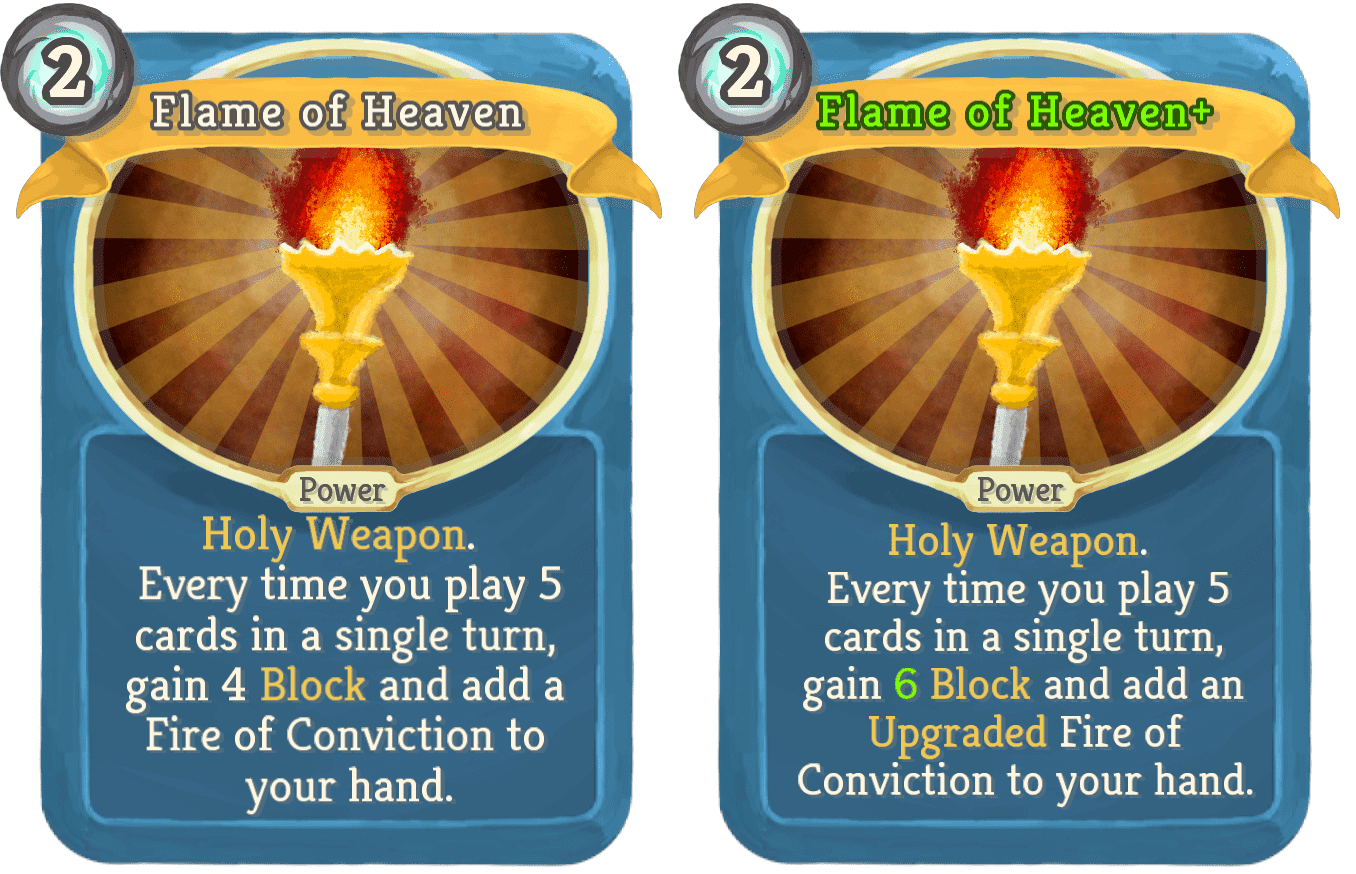 2
Flame of Heaven
Power
Holy Weapon.
Every time you play 5
cards in a single turn,
gain 4 Block and add a
Fire of Conviction to
your hand.
2
Flame of Heaven+
Power
Holy Weapon.
Every time you play 5
cards in a single turn,
gain 6 Block and add an
Upgraded Fire of
Conviction to your hand.